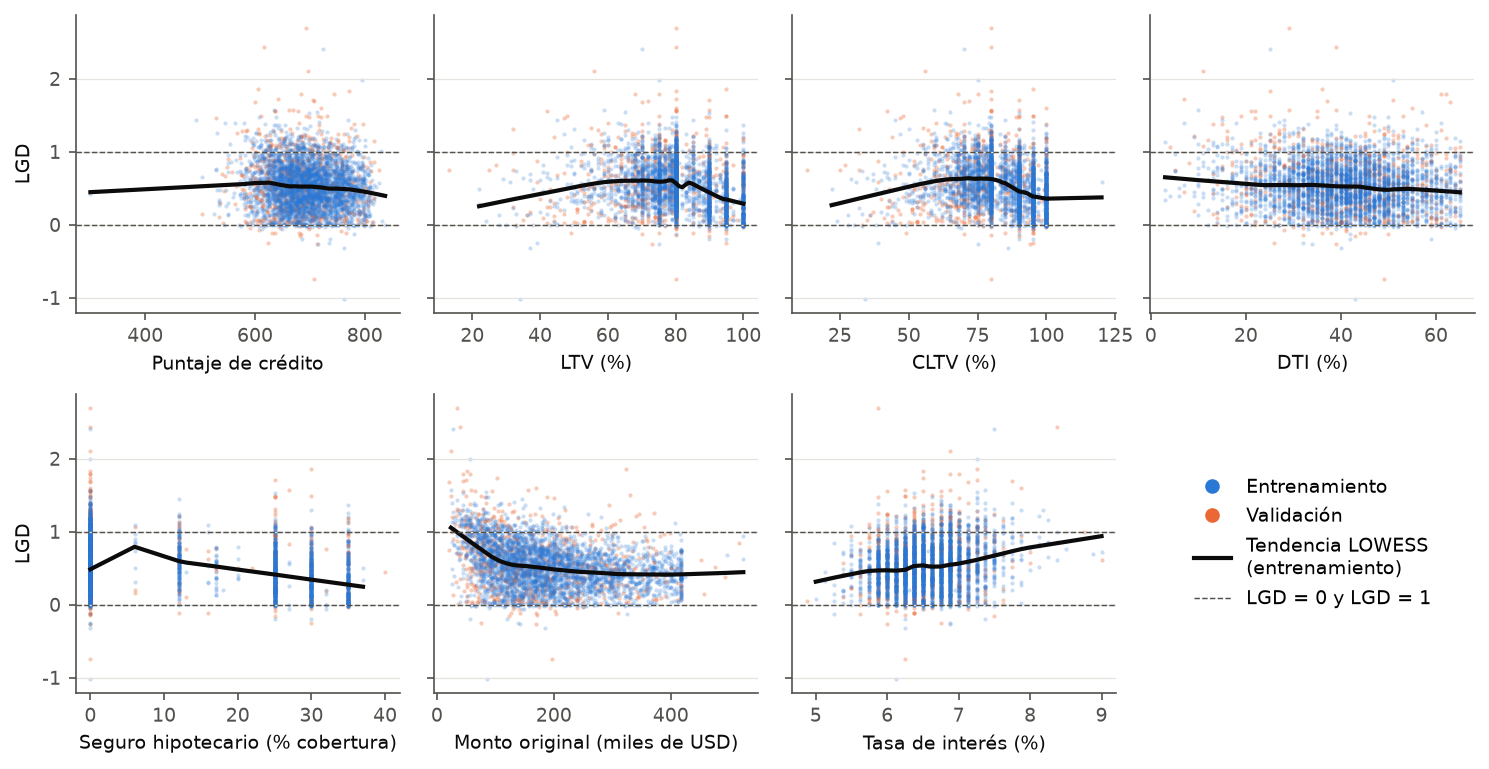 LGD
2
1
0
-1
400 600 800
Puntaje de crédito
20 40 60 80 100
LTV (%)
25 50 75 100 125
CLTV (%)
0 20 40 60
DTI (%)
LGD
2
1
0
-1
0 10 20 30 40
Seguro hipotecario (% cobertura)
0 200 400
Monto original (miles de USD)
5 6 7 8 9
Tasa de interés (%)
Entrenamiento
Validación
Tendencia LOWESS
(entrenamiento)
LGD = 0 y LGD = 1